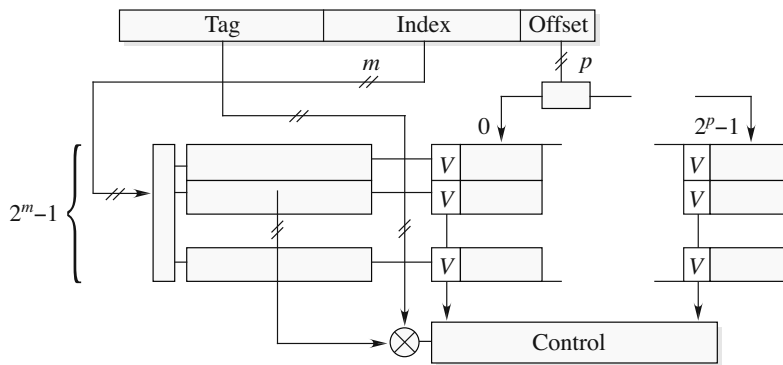 Tag Index Offset
m p
0 2^p−1
V V
2^m−1 V V
V V
Control